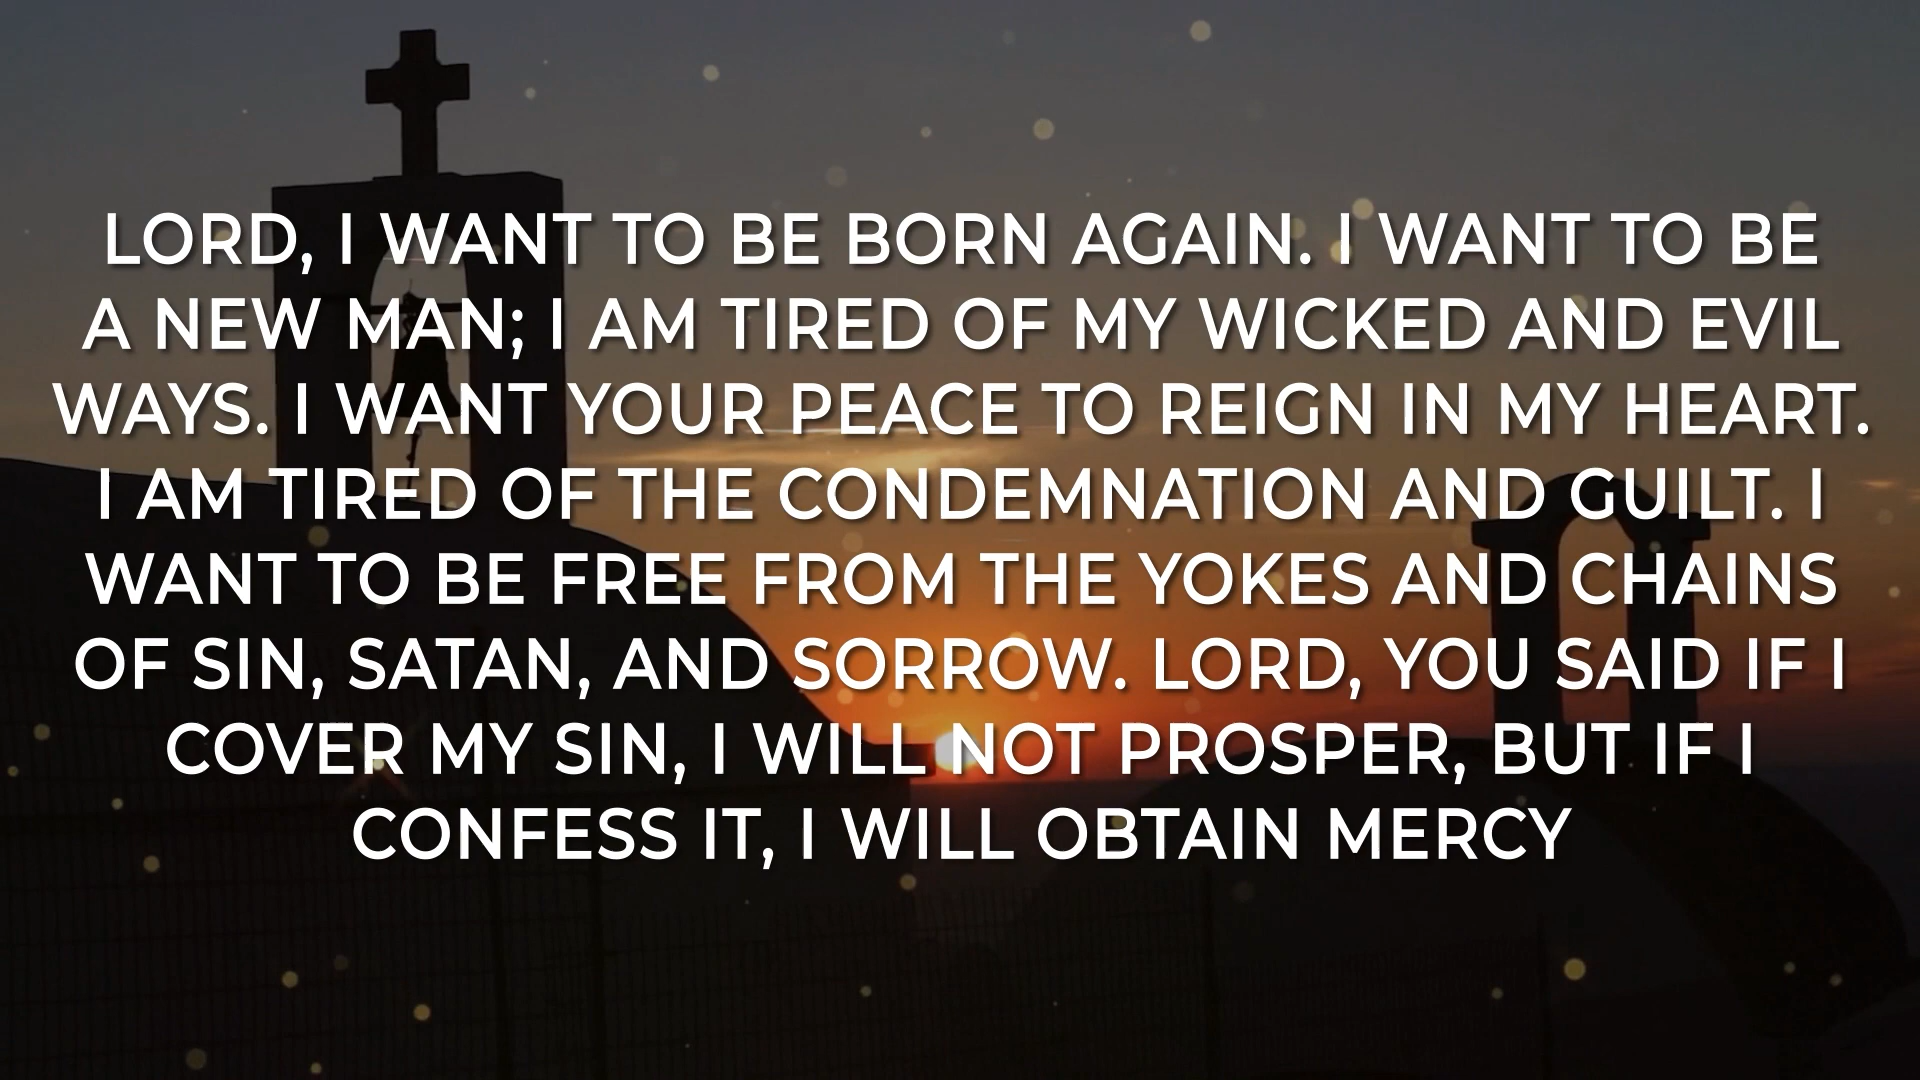 LORD, I WANT TO BE BORN AGAIN. I WANT TO BE
A NEW MAN; I AM TIRED OF MY WICKED AND EVIL
WAYS. I WANT YOUR PEACE TO REIGN IN MY HEART.
I AM TIRED OF THE CONDEMNATION AND GUILT. I
WANT TO BE FREE FROM THE YOKES AND CHAINS
OF SIN, SATAN, AND SORROW. LORD, YOU SAID IF I
COVER MY SIN, I WILL NOT PROSPER, BUT IF I
CONFESS IT, I WILL OBTAIN MERCY